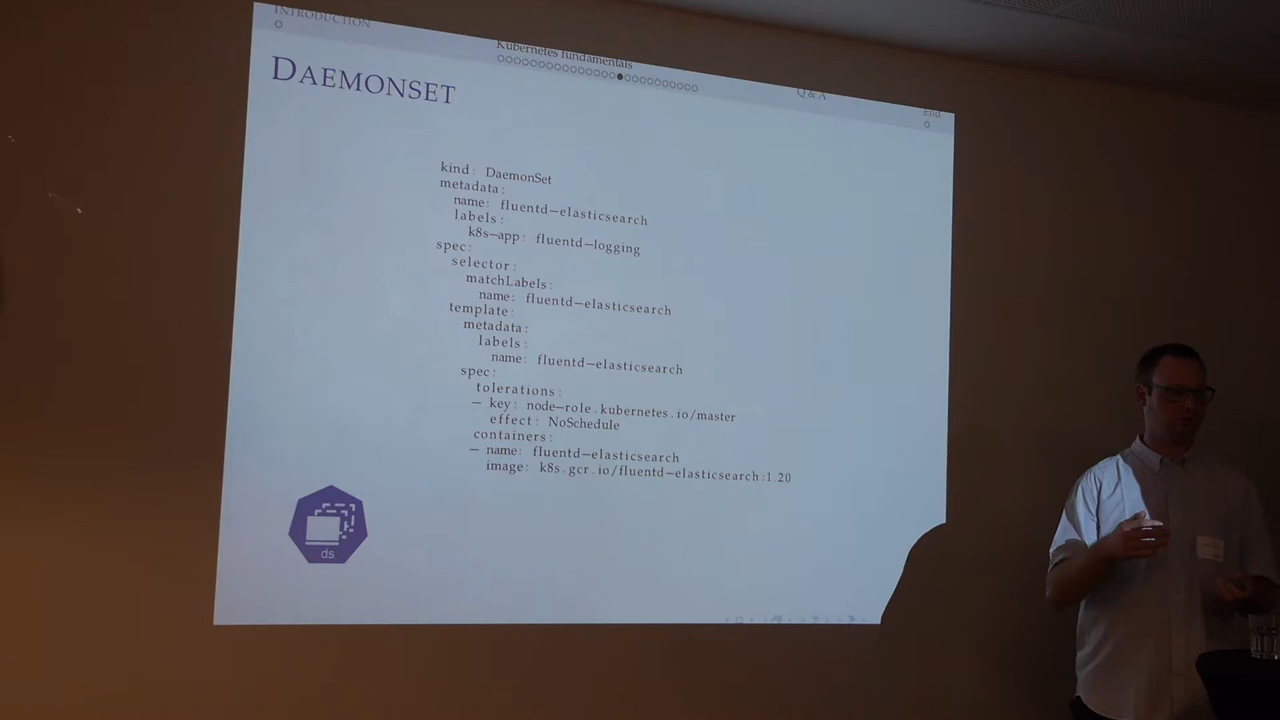 INTRODUCTION
Kubernetes fundamentals
Q & A
End
DAEMONSET
kind: DaemonSet
metadata:
name: fluentd-elasticsearch
labels:
k8s-app: fluentd-logging
spec:
selector:
matchLabels:
name: fluentd-elasticsearch
template:
metadata:
labels:
name: fluentd-elasticsearch
spec:
tolerations:
- key: node-role.kubernetes.io/master
effect: NoSchedule
containers:
- name: fluentd-elasticsearch
image: k8s.gcr.io/fluentd-elasticsearch:1.20
ds